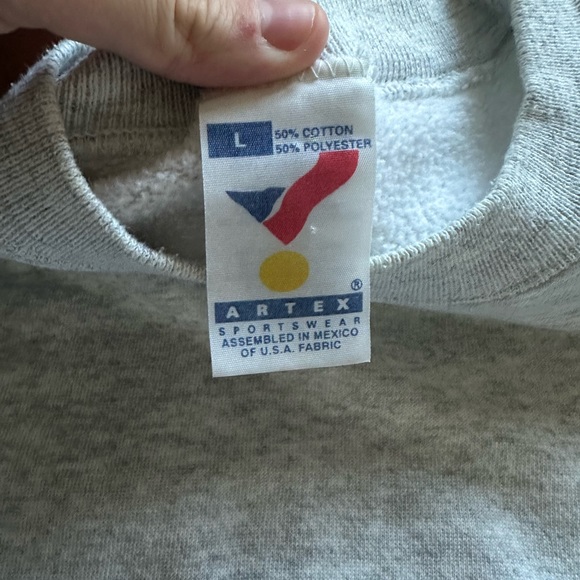 L
50% COTTON
50% POLYESTER
®
ARTEX
SPORTSWEAR
ASSEMBLED IN MEXICO
OF U.S.A. FABRIC